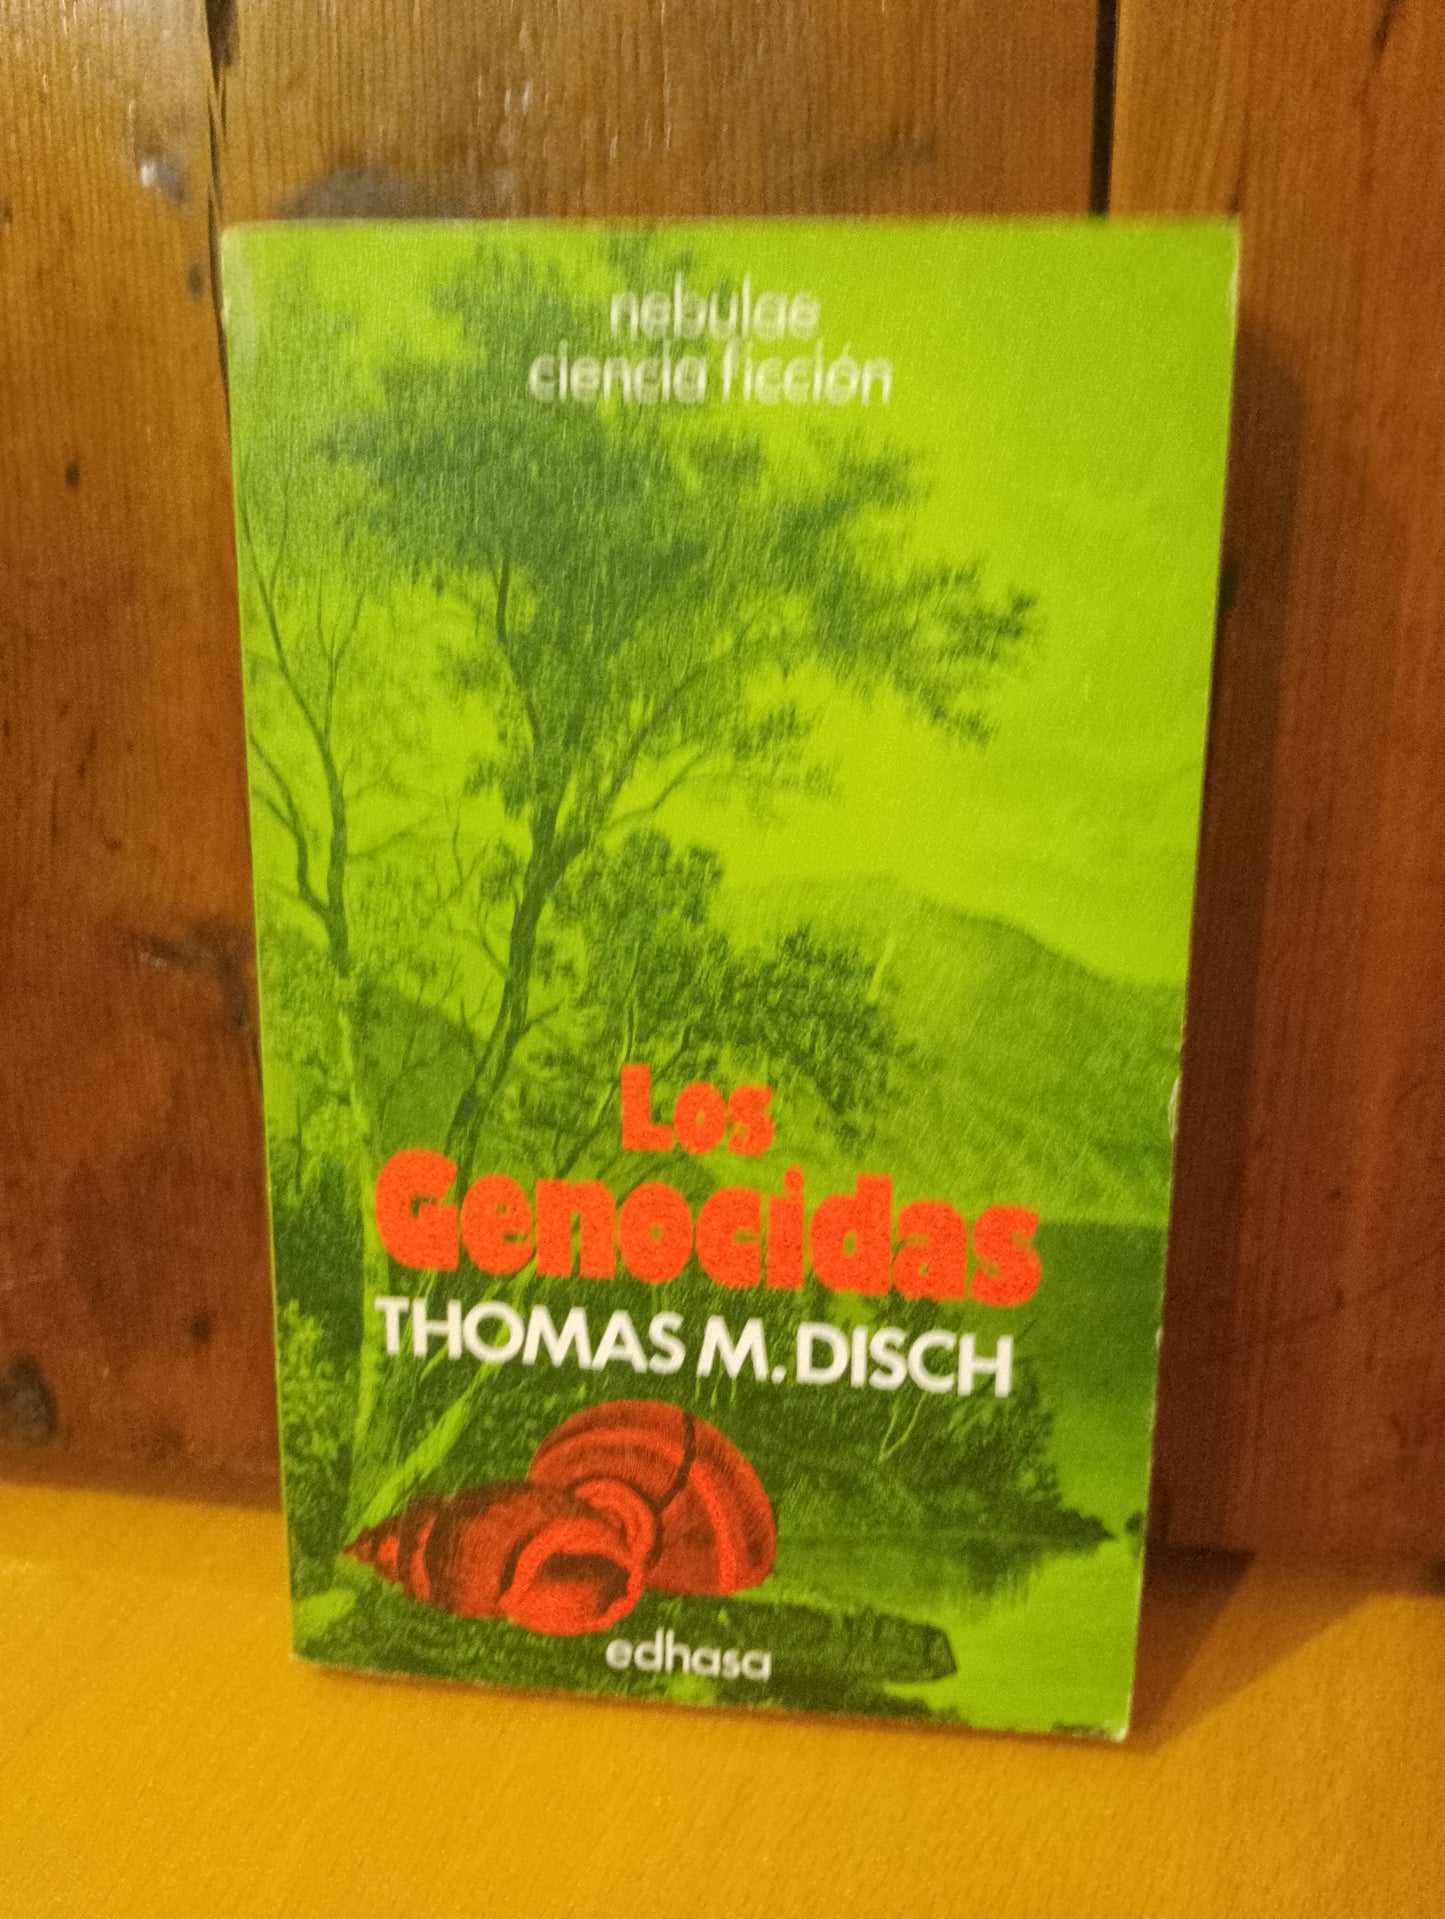 nebulae
ciencia ficción
Los
Genocidas
THOMAS M. DISCH
edhasa